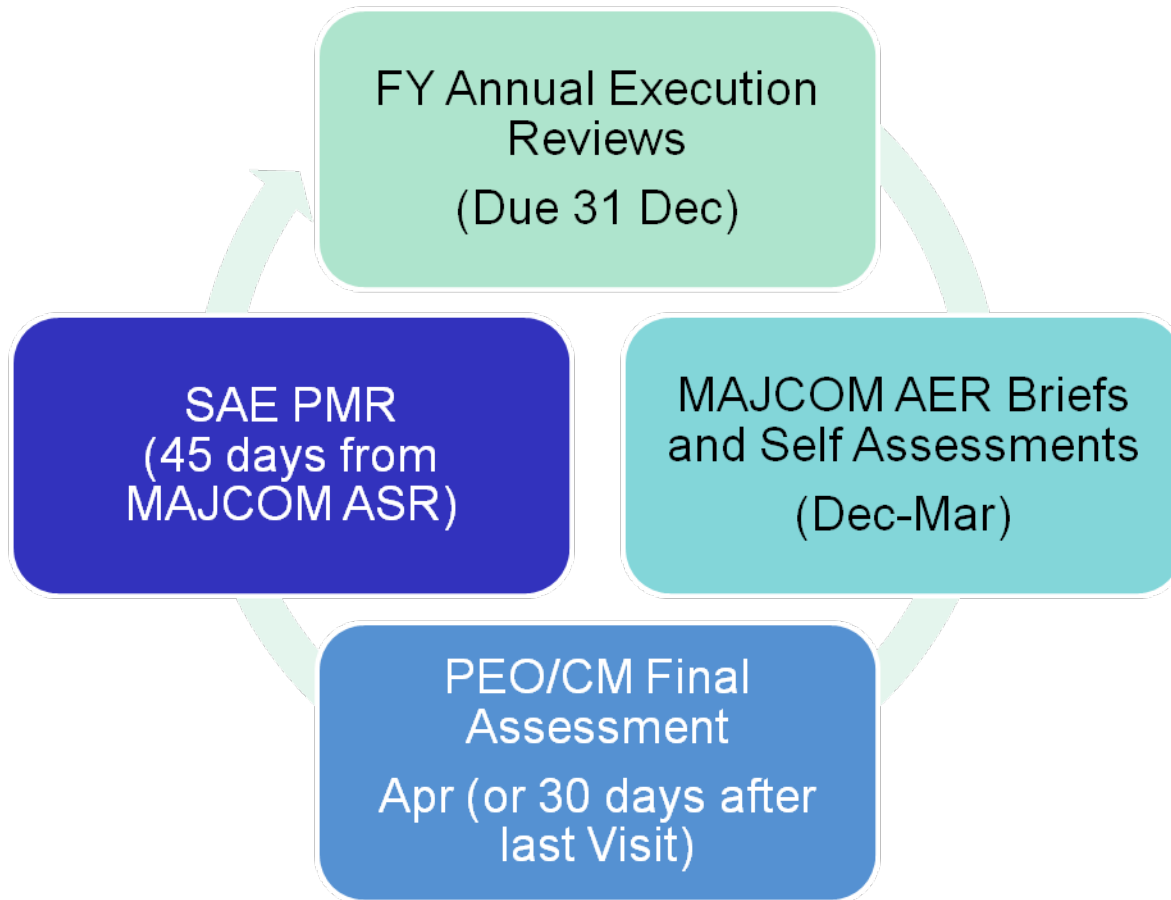 FY Annual Execution
Reviews
(Due 31 Dec)
MAJCOM AER Briefs
and Self Assessments
(Dec-Mar)
PEO/CM Final
Assessment
Apr (or 30 days after
last Visit)
SAE PMR
(45 days from
MAJCOM ASR)